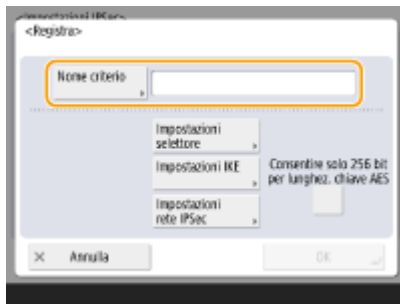 <Impostazioni IPSec>
<Registra>
Nome criterio
Impostazioni
selettore
Impostazioni IKE
Consentire solo 256 bit
per lunghez. chiave AES
Impostazioni
rete IPSec
Annulla
OK